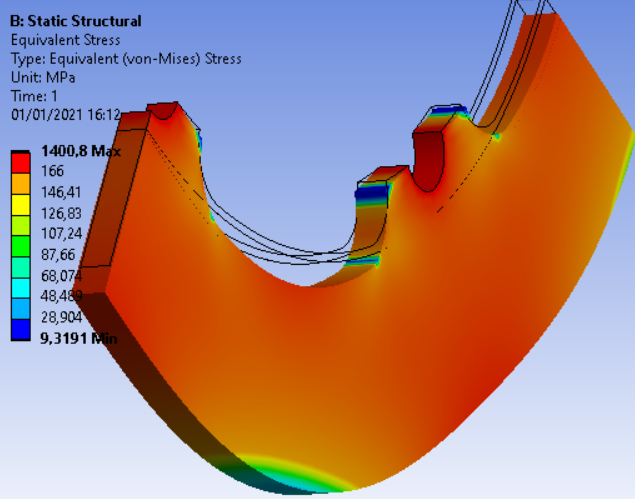 B: Static Structural
Equivalent Stress
Type: Equivalent (von-Mises) Stress
Unit: MPa
Time: 1
01/01/2021 16:12
1400,8 Max
166
146,41
126,83
107,24
87,66
68,074
48,489
28,904
9,3191 Min